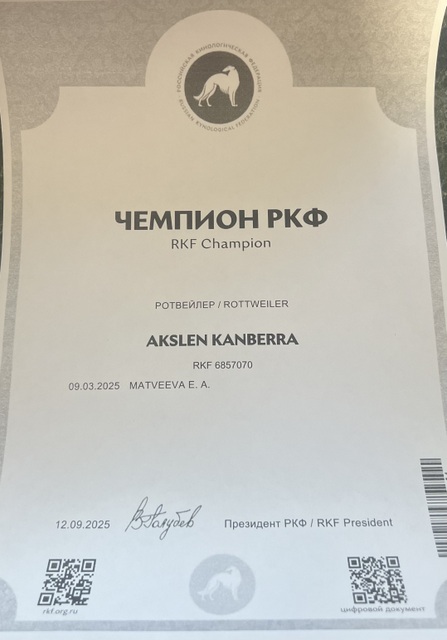 РОССИЙСКАЯ КИНОЛОГИЧЕСКАЯ ФЕДЕРАЦИЯ
RUSSIAN KYNOLOGICAL FEDERATION
ЧЕМПИОН РКФ
RKF Champion
РОТВЕЙЛЕР / ROTTWEILER
AKSLEN KANBERRA
RKF 6857070
09.03.2025 MATVEEVA E. A.
12.09.2025 В Голубев Президент РКФ / RKF President
rkf.org.ru
цифровой документ